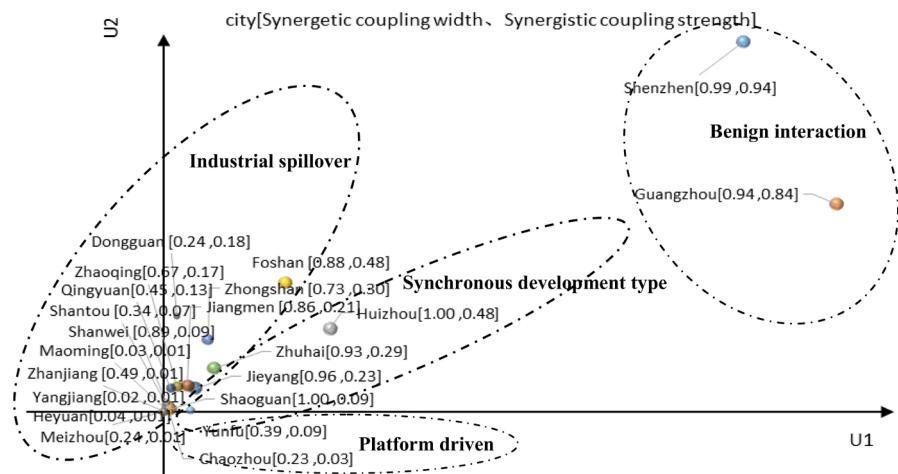 U2
city[Synergetic coupling width、Synergistic coupling strength]
Shenzhen[0.99 ,0.94]
Benign interaction
Industrial spillover
Guangzhou[0.94 ,0.84]
Dongguan [0.24 ,0.18]
Foshan [0.88 ,0.48]
Zhaoqing[0.67 ,0.17]
Synchronous development type
Qingyuan[0.45 ,0.13]
Zhongshan [0.73 ,0.30]
Shantou [0.34 ,0.07]
Jiangmen [0.86 ,0.21]
Huizhou[1.00 ,0.48]
Shanwei [0.89 ,0.09]
Maoming[0.03 ,0.01]
Zhuhai[0.93 ,0.29]
Zhanjiang [0.49 ,0.01]
Jieyang[0.96 ,0.23]
Yangjiang [0.02 ,0.01]
Shaoguan[1.00 ,0.09]
Heyuan[0.04 ,0.01]
Meizhou[0.24 ,0.01]
Yunfu[0.39 ,0.09]
Platform driven
U1
Chaozhou[0.23 ,0.03]